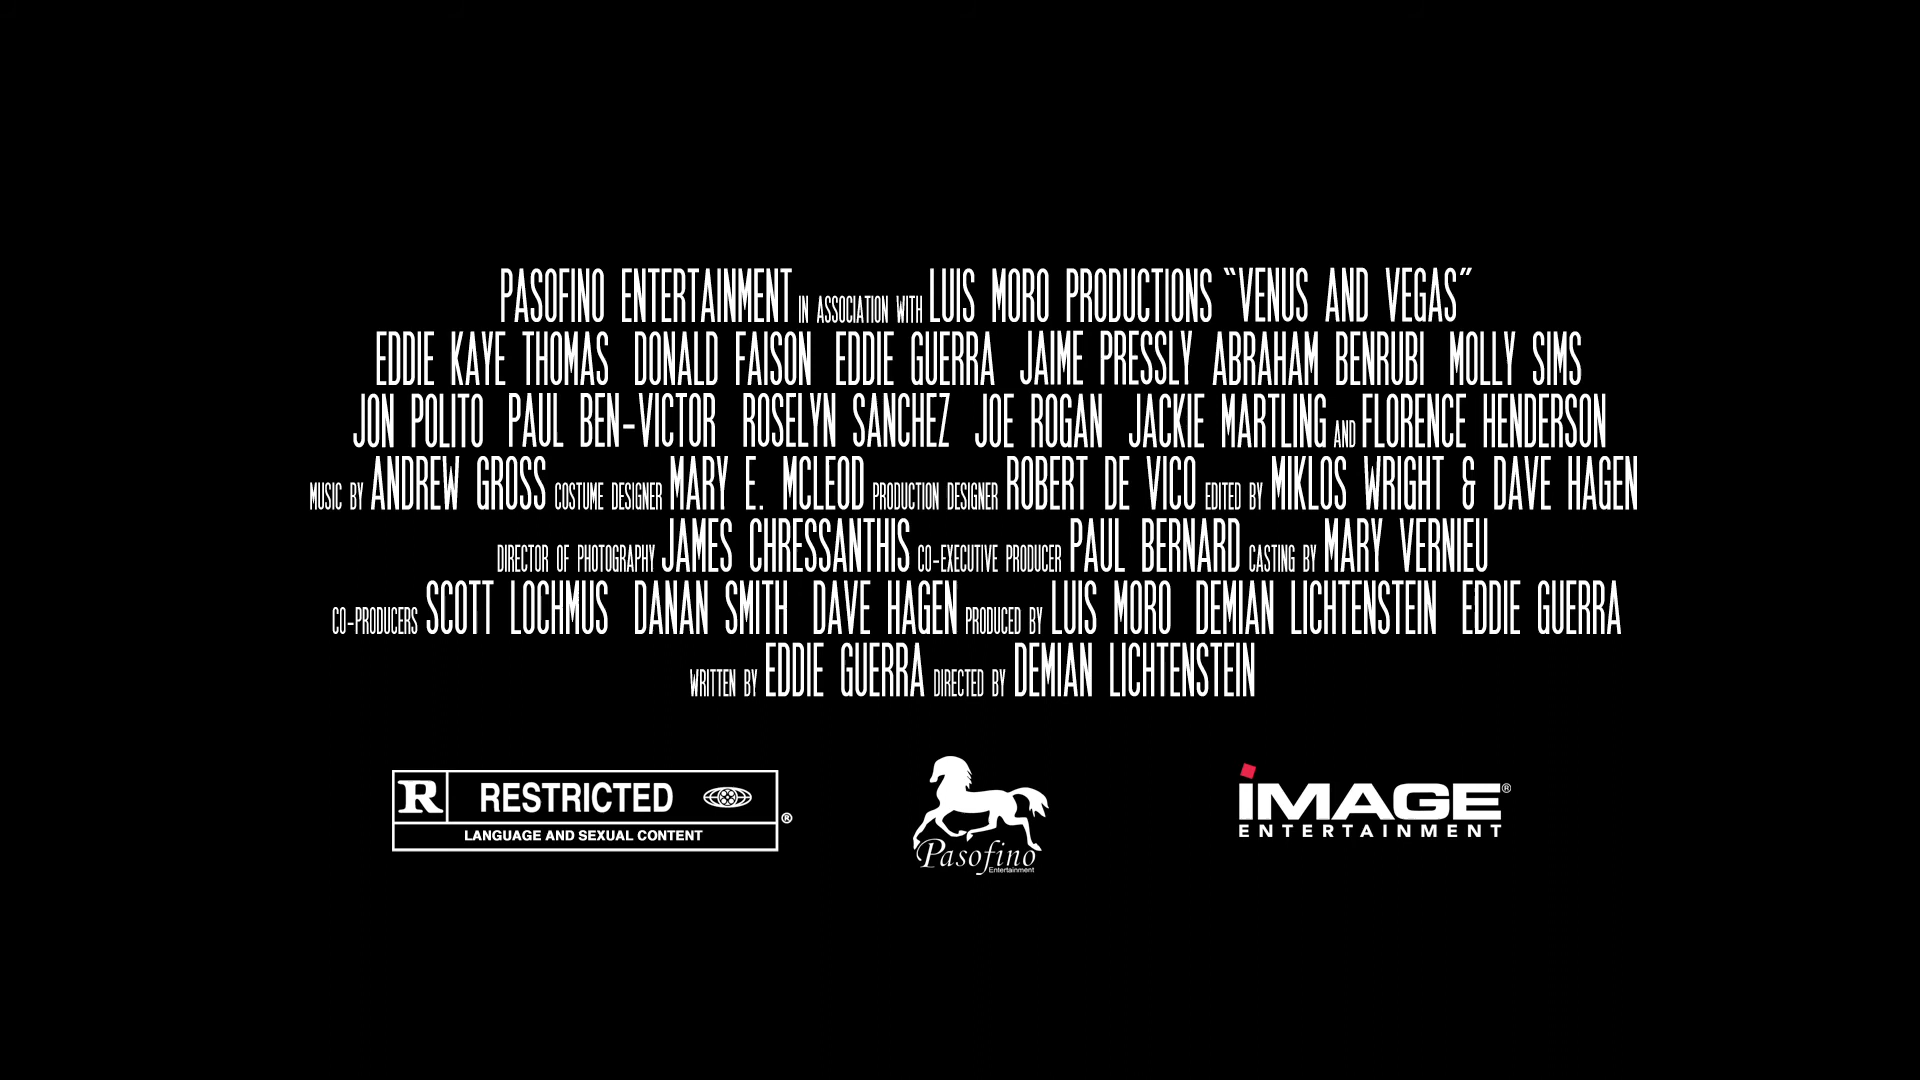 PASOFINO ENTERTAINMENT IN ASSOCIATION WITH LUIS MORO PRODUCTIONS “VENUS AND VEGAS”
EDDIE KAYE THOMAS DONALD FAISON EDDIE GUERRA JAIME PRESSLY ABRAHAM BENRUBI MOLLY SIMS
JON POLITO PAUL BEN-VICTOR ROSELYN SANCHEZ JOE ROGAN JACKIE MARTLING AND FLORENCE HENDERSON
MUSIC BY ANDREW GROSS COSTUME DESIGNER MARY E. MCLEOD PRODUCTION DESIGNER ROBERT DE VICO EDITED BY MIKLOS WRIGHT & DAVE HAGEN
DIRECTOR OF PHOTOGRAPHY JAMES CHRESSANTHIS CO-EXECUTIVE PRODUCER PAUL BERNARD CASTING BY MARY VERNIEU
CO-PRODUCERS SCOTT LOCHMUS DANAN SMITH DAVE HAGEN PRODUCED BY LUIS MORO DEMIAN LICHTENSTEIN EDDIE GUERRA
WRITTEN BY EDDIE GUERRA DIRECTED BY DEMIAN LICHTENSTEIN
R RESTRICTED ®
LANGUAGE AND SEXUAL CONTENT
Pasofino
Entertainment
iMAGE®
ENTERTAINMENT